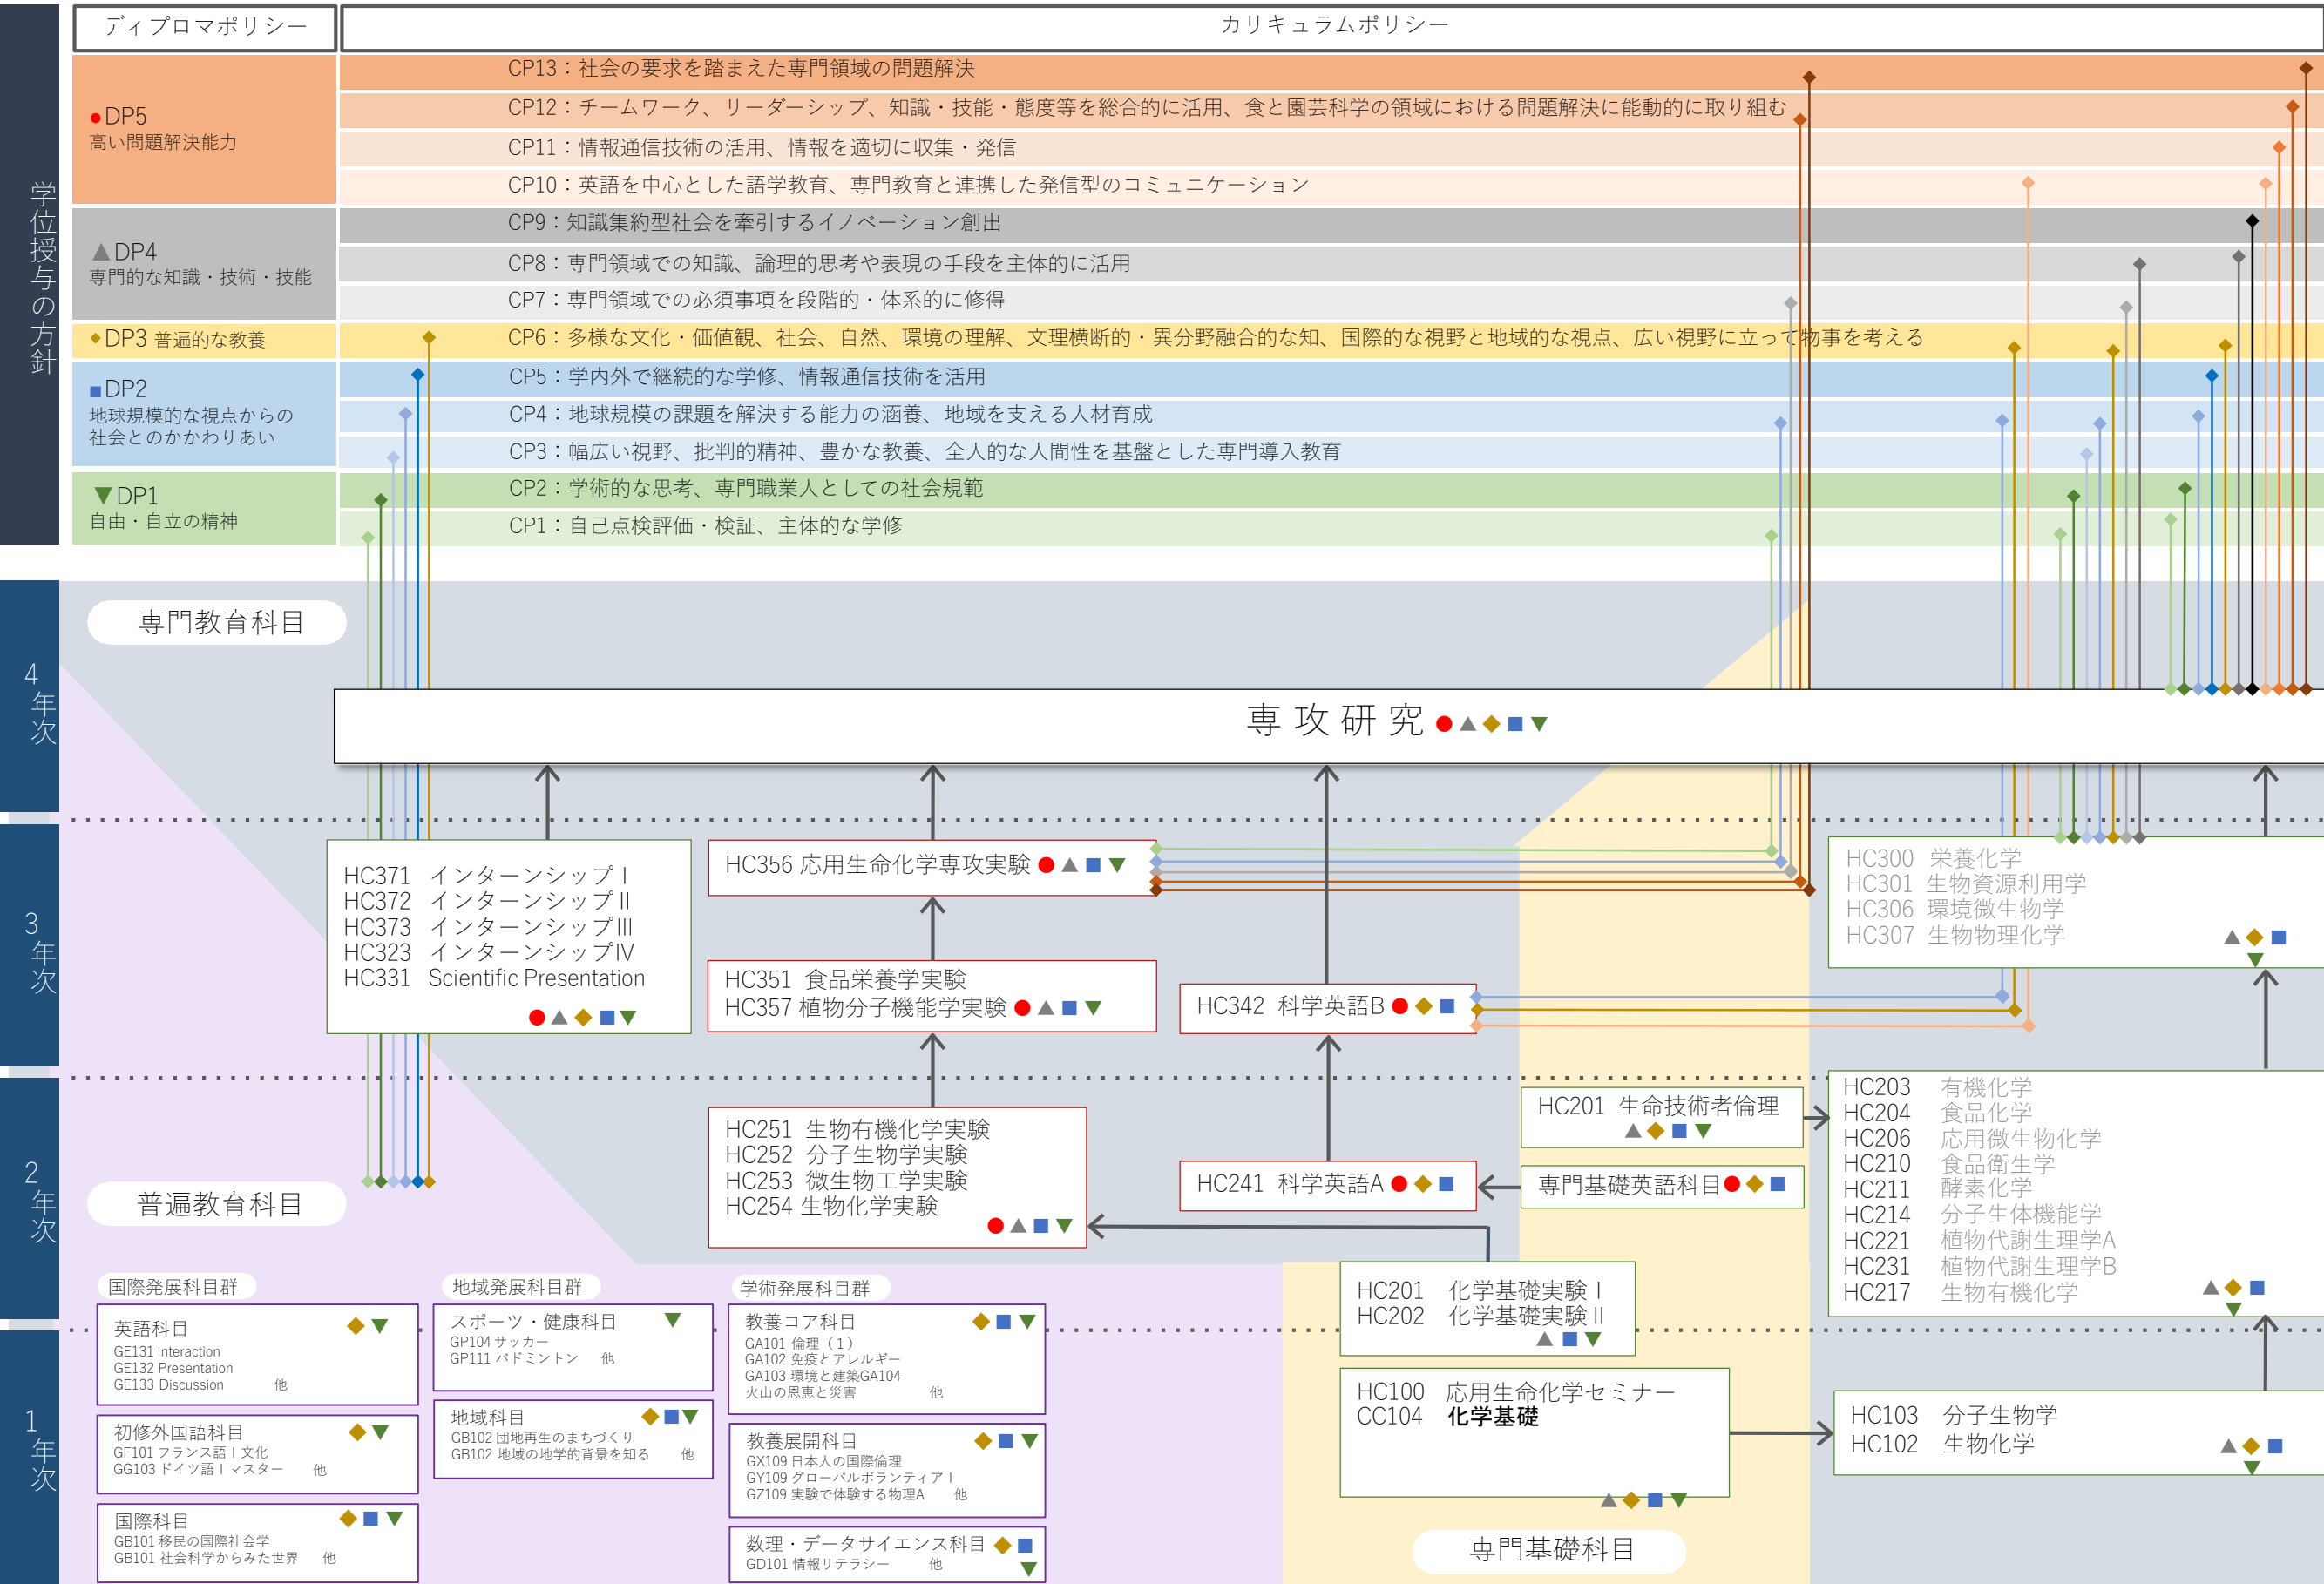 ディプロマポリシー
カリキュラムポリシー
学位授与の方針
●DP5
高い問題解決能力
CP13：社会の要求を踏まえた専門領域の問題解決
CP12：チームワーク、リーダーシップ、知識・技能・態度等を総合的に活用、食と園芸科学の領域における問題解決に能動的に取り組む
CP11：情報通信技術の活用、情報を適切に収集・発信
CP10：英語を中心とした語学教育、専門教育と連携した発信型のコミュニケーション
▲DP4
専門的な知識・技術・技能
CP9：知識集約型社会を牽引するイノベーション創出
CP8：専門領域での知識、論理的思考や表現の手段を主体的に活用
CP7：専門領域での必須事項を段階的・体系的に修得
◆DP3 普遍的な教養
CP6：多様な文化・価値観、社会、自然、環境の理解、文理横断的・異分野融合的な知、国際的な視野と地域的な視点、広い視野に立って物事を考える
■DP2
地球規模的な視点からの
社会とのかかわりあい
CP5：学内外で継続的な学修、情報通信技術を活用
CP4：地球規模の課題を解決する能力の涵養、地域を支える人材育成
CP3：幅広い視野、批判的精神、豊かな教養、全人的な人間性を基盤とした専門導入教育
▼DP1
自由・自立の精神
CP2：学術的な思考、専門職業人としての社会規範
CP1：自己点検評価・検証、主体的な学修
専門教育科目
4年次
専攻研究●▲◆■▼
3年次
HC371 インターンシップⅠ
HC372 インターンシップⅡ
HC373 インターンシップⅢ
HC323 インターンシップⅣ
HC331 Scientific Presentation
●▲◆■▼
HC356 応用生命化学専攻実験●▲■▼
HC351 食品栄養学実験
HC357 植物分子機能学実験●▲■▼
HC342 科学英語B●◆■
HC300 栄養化学
HC301 生物資源利用学
HC306 環境微生物学
HC307 生物物理化学
▲◆■
▼
2年次
HC251 生物有機化学実験
HC252 分子生物学実験
HC253 微生物工学実験
HC254 生物化学実験
●▲■▼
HC241 科学英語A●◆■
HC201 生命技術者倫理
▲◆■▼
専門基礎英語科目●◆■
HC203 有機化学
HC204 食品化学
HC206 応用微生物化学
HC210 食品衛生学
HC211 酵素化学
HC214 分子生体機能学
HC221 植物代謝生理学A
HC231 植物代謝生理学B
HC217 生物有機化学
▲◆■
▼
普遍教育科目
国際発展科目群
地域発展科目群
学術発展科目群
1年次
英語科目 ◆▼
GE131 Interaction
GE132 Presentation
GE133 Discussion 他
初修外国語科目 ◆▼
GF101 フランス語Ⅰ文化
GG103 ドイツ語Ⅰマスター 他
国際科目 ◆■▼
GB101 移民の国際社会学
GB101 社会科学からみた世界 他
スポーツ・健康科目 ▼
GP104 サッカー
GP111 バドミントン 他
地域科目 ◆■▼
GB102 団地再生のまちづくり
GB102 地域の地学的背景を知る 他
教養コア科目 ◆■▼
GA101 倫理（１）
GA102 免疫とアレルギー
GA103 環境と建築GA104
火山の恩恵と災害 他
教養展開科目 ◆■▼
GX109 日本人の国際倫理
GY109 グローバルボランティアⅠ
GZ109 実験で体験する物理A 他
数理・データサイエンス科目 ◆■
GD101 情報リテラシー 他 ▼
HC201 化学基礎実験Ⅰ
HC202 化学基礎実験Ⅱ
▲■▼
HC100 応用生命化学セミナー
CC104 化学基礎
▲◆■▼
専門基礎科目
HC103 分子生物学
HC102 生物化学
▲◆■
▼